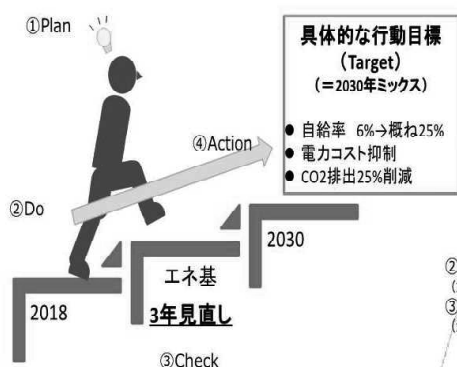 ①Plan
具体的な行動目標
(Target)
(=2030年ミックス)
● 自給率 6%→概ね25%
● 電力コスト抑制
● CO2排出25%削減
④Action
②Do
2030
エネ基
2018
3年見直し
③Check
②
③